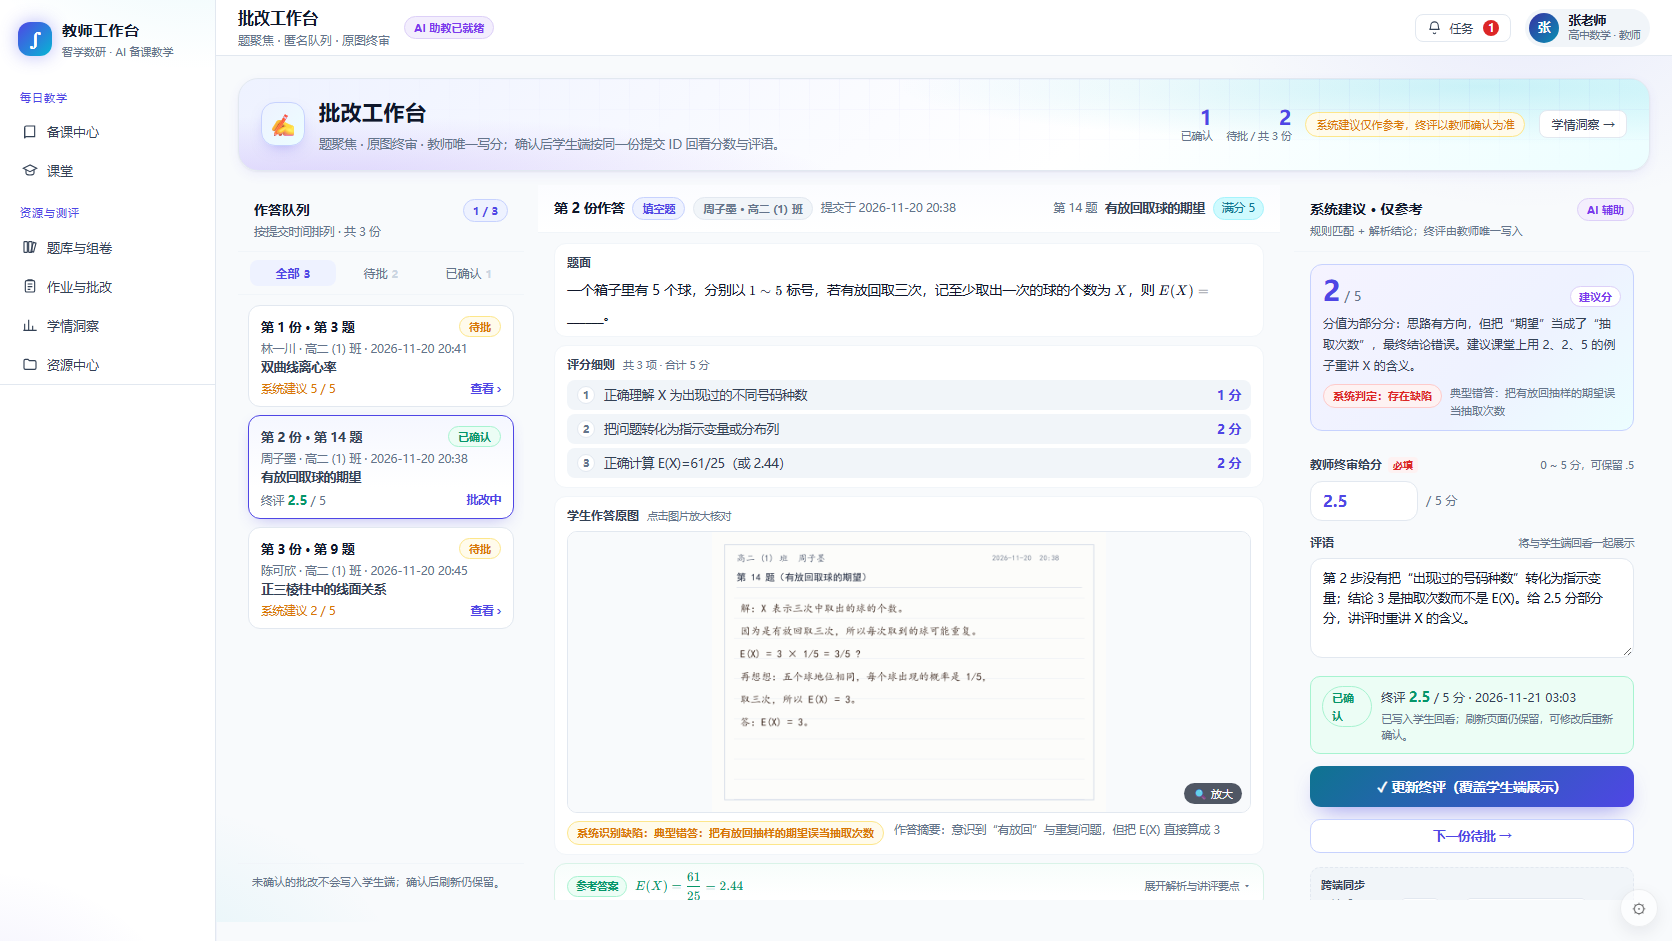 ∫
教师工作台
智学数研 · AI 备课教学
每日教学
备课中心
课堂
资源与测评
题库与组卷
作业与批改
学情洞察
资源中心
批改工作台
题聚焦 · 匿名队列 · 原图终审
AI 助教已就绪
任务 1
张
张老师
高中数学 · 教师
批改工作台
题聚焦 · 原图终审 · 教师唯一写分；确认后学生端按同一份提交 ID 回看分数与评语。
1
已确认
2
待批 / 共 3 份
系统建议仅作参考，终评以教师确认为准
学情洞察 →
作答队列
1 / 3
按提交时间排列 · 共 3 份
全部 3
待批 2
已确认 1
第 1 份 • 第 3 题
待批
林一川 · 高二 (1) 班 · 2026-11-20 20:41
双曲线离心率
系统建议 5 / 5
查看 ›
第 2 份 • 第 14 题
已确认
周子墨 · 高二 (1) 班 · 2026-11-20 20:38
有放回取球的期望
终评 2.5 / 5
批改中
第 3 份 • 第 9 题
待批
陈可欣 · 高二 (1) 班 · 2026-11-20 20:45
正三棱柱中的线面关系
系统建议 2 / 5
查看 ›
未确认的批改不会写入学生端；确认后刷新仍保留。
第 2 份作答
填空题
周子墨 • 高二 (1) 班
提交于 2026-11-20 20:38
第 14 题 有放回取球的期望
满分 5
题面
一个箱子里有 5 个球，分别以 1 ∼ 5 标号，若有放回取三次，记至少取出一次的球的个数为 X，则 E(X) =
______。
评分细则 共 3 项 · 合计 5 分
1 正确理解 X 为出现过的不同号码种数 1 分
2 把问题转化为指示变量或分布列 2 分
3 正确计算 E(X)=61/25（或 2.44） 2 分
学生作答原图 点击图片放大核对
高二 (1) 班 周子墨
2026-11-20 20:38
第 14 题（有放回取球的期望）
解：X 表示三次中取出的球的个数。
因为是有放回取三次，所以每次取到的球可能重复。
E(X) = 3 × 1/5 = 3/5 ?
再想想：五个球地位相同，每个球出现的概率是 1/5，
取三次，所以 E(X) = 3。
答：E(X) = 3。
放大
系统识别缺陷：典型错答：把有放回抽样的期望误当抽取次数
作答摘要：意识到“有放回”与重复问题，但把 E(X) 直接算成 3
参考答案 E(X) = 61/25 = 2.44
展开解析与讲评要点
系统建议 • 仅参考
AI 辅助
规则匹配 + 解析结论；终评由教师唯一写入
2 / 5
建议分
分值为部分分：思路有方向，但把“期望”当成了“抽
取次数”，最终结论错误。建议课堂上用 2、2、5 的例
子重讲 X 的含义。
系统判定：存在缺陷
典型错答：把有放回抽样的期望误
当抽取次数
教师终审给分 必填
0 ~ 5 分，可保留 .5
2.5
/ 5 分
评语
将与学生端回看一起展示
第 2 步没有把“出现过的号码种数”转化为指示变
量；结论 3 是抽取次数而不是 E(X)。给 2.5 分部分
分，讲评时重讲 X 的含义。
已确
认
终评 2.5 / 5 分 · 2026-11-21 03:03
已写入学生回看；刷新页面仍保留，可修改后重新
确认。
✓ 更新终评（覆盖学生端展示）
下一份待批 →
跨端同步